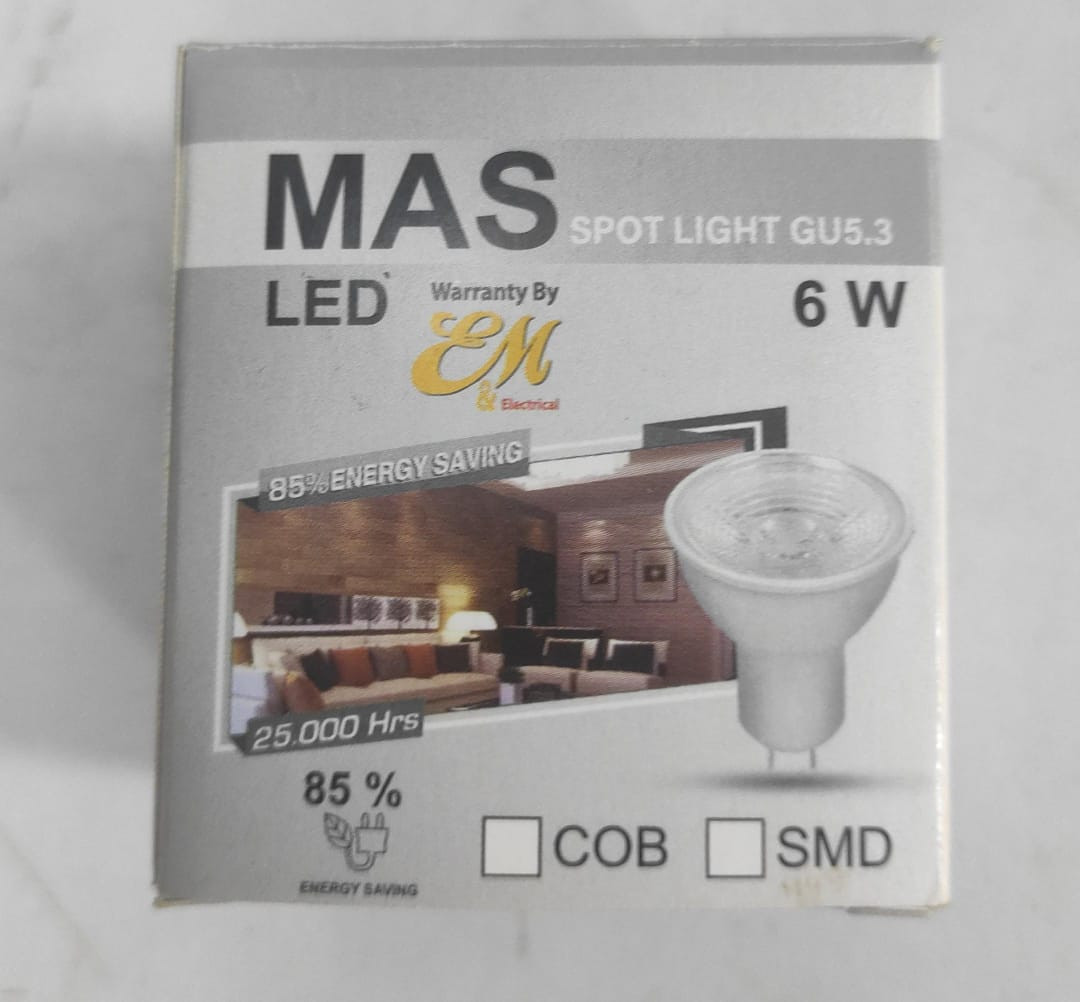 MAS SPOT LIGHT GU5.3
LED
Warranty By
6 W
EM
& Electrical
85% ENERGY SAVING
25.000 Hrs
85 %
ENERGY SAVING
COB
SMD